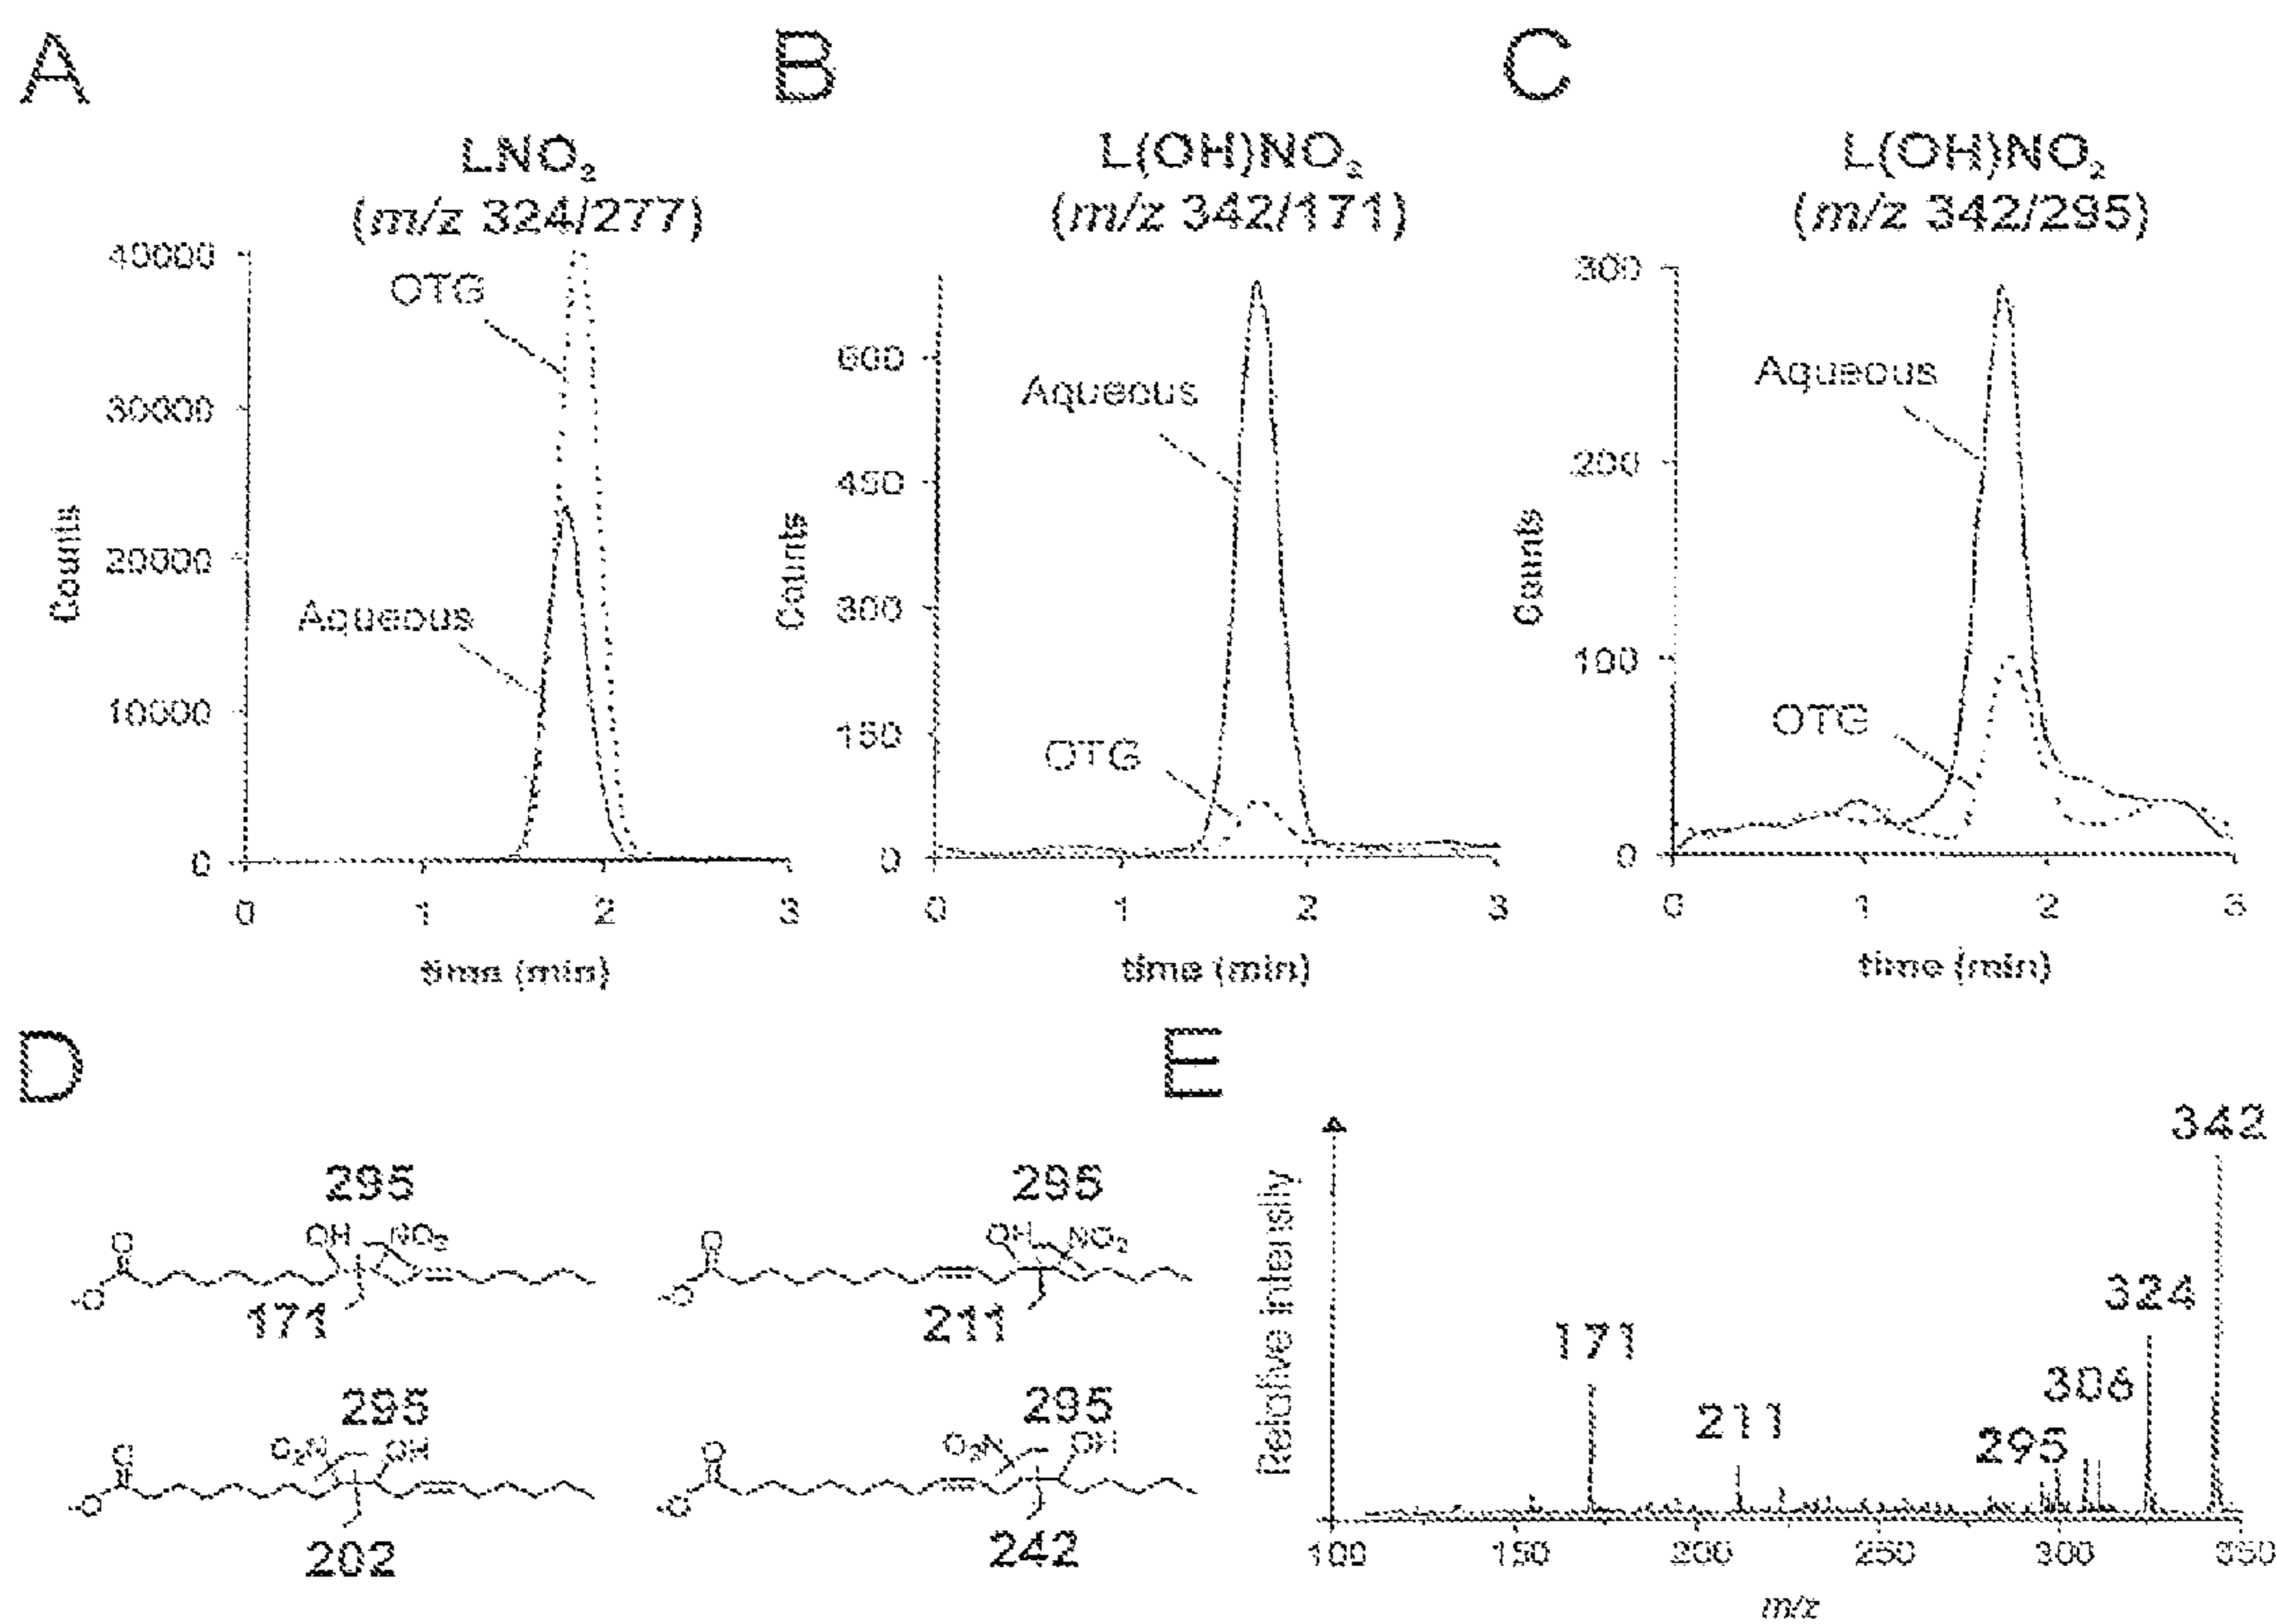 A
LNO₂
(m/z 324/277)
40000
OTG
30000
Counts
20000
Aqueous
10000
0
0 1 2 3
time (min)
B
L(OH)NO₂
(m/z 342/171)
600
Aqueous
450
Counts
300
150
OTG
0
0 1 2 3
time (min)
C
L(OH)NO₂
(m/z 342/295)
300
Aqueous
200
Counts
100
OTG
0
0 1 2 3
time (min)
D
295
OH NO₂
O
⁻O
171
295
OH NO₂
O
⁻O
211
295
O₂N OH
O
⁻O
202
295
O₂N OH
O
⁻O
242
E
342
324
171
306
211
295
Relative Intensity
100 150 200 250 300 350
m/z